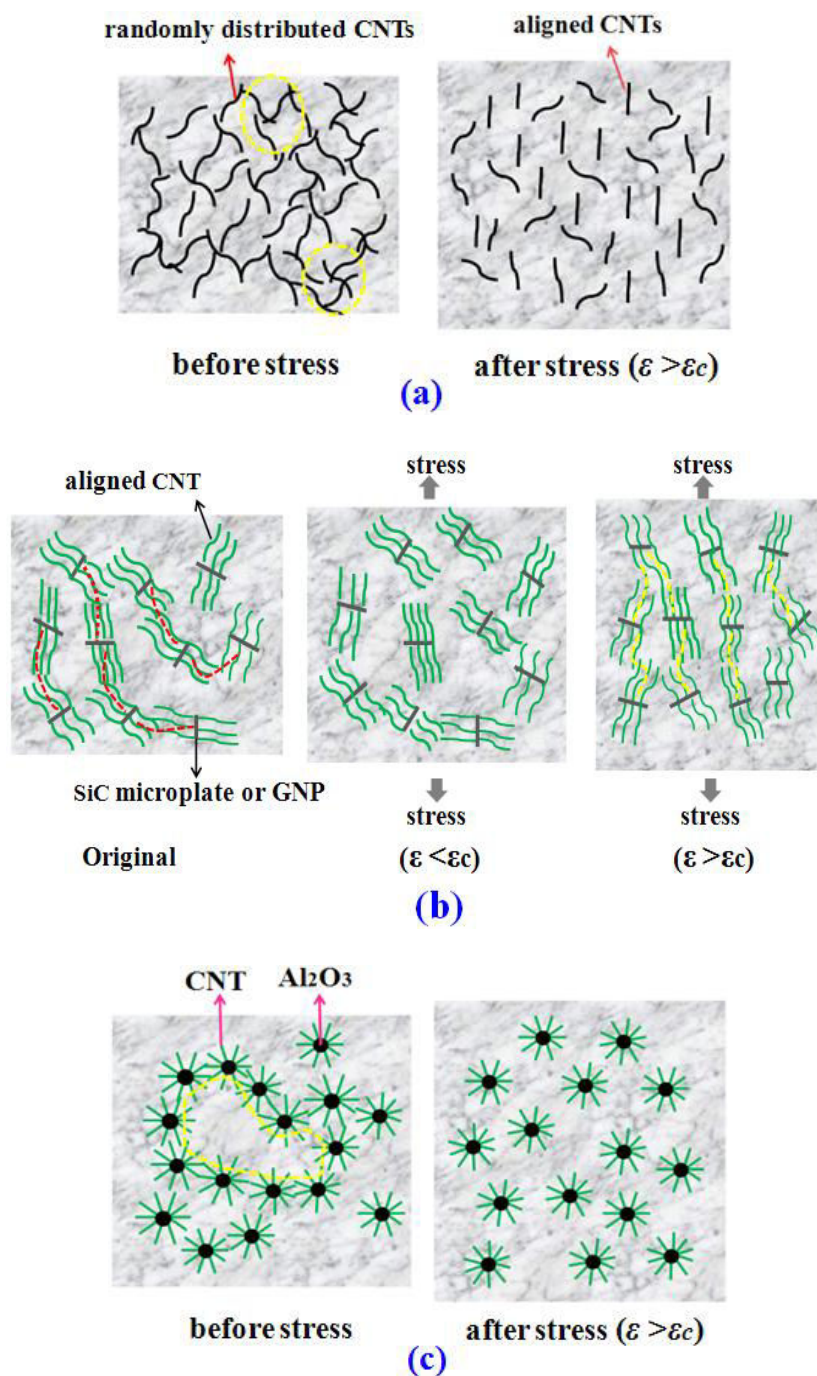 randomly distributed CNTs
aligned CNTs
before stress
after stress (ε >εc)
(a)
aligned CNT
stress
stress
SiC microplate or GNP
stress
stress
Original
(ε <εc)
(ε >εc)
(b)
CNT
Al₂O₃
before stress
after stress (ε >εc)
(c)